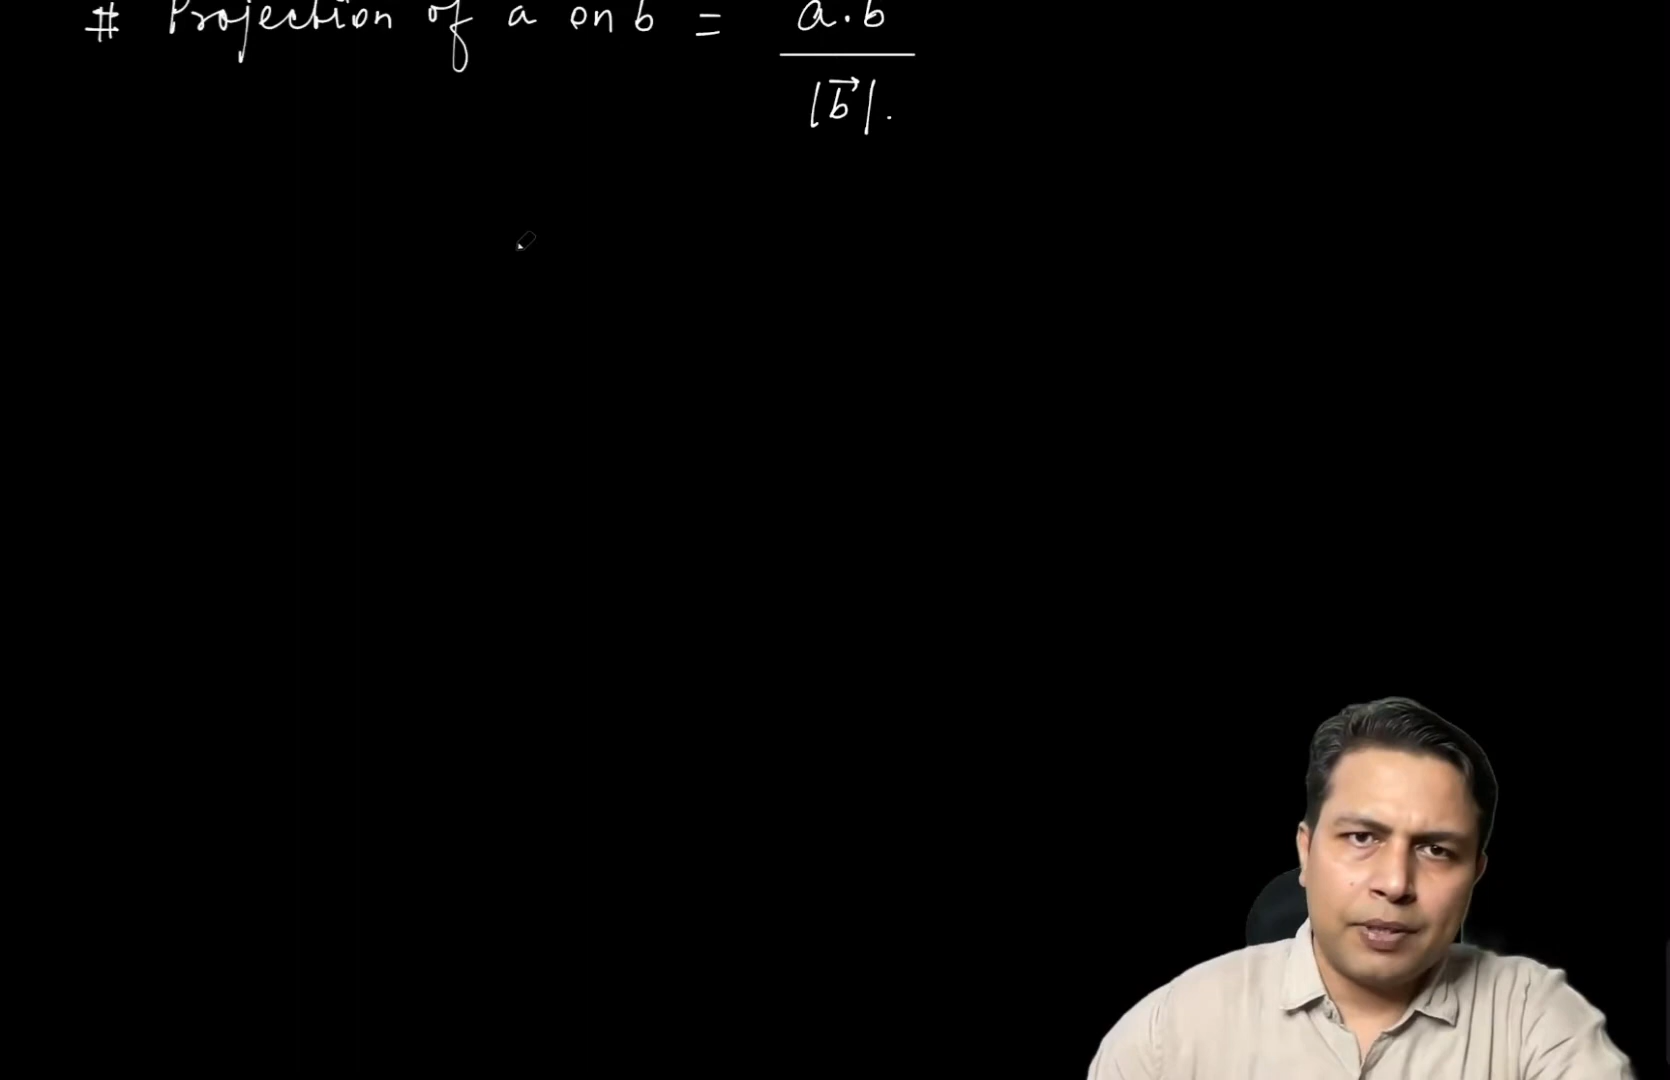 # Projection of a on b = a.b
|b⃗|.